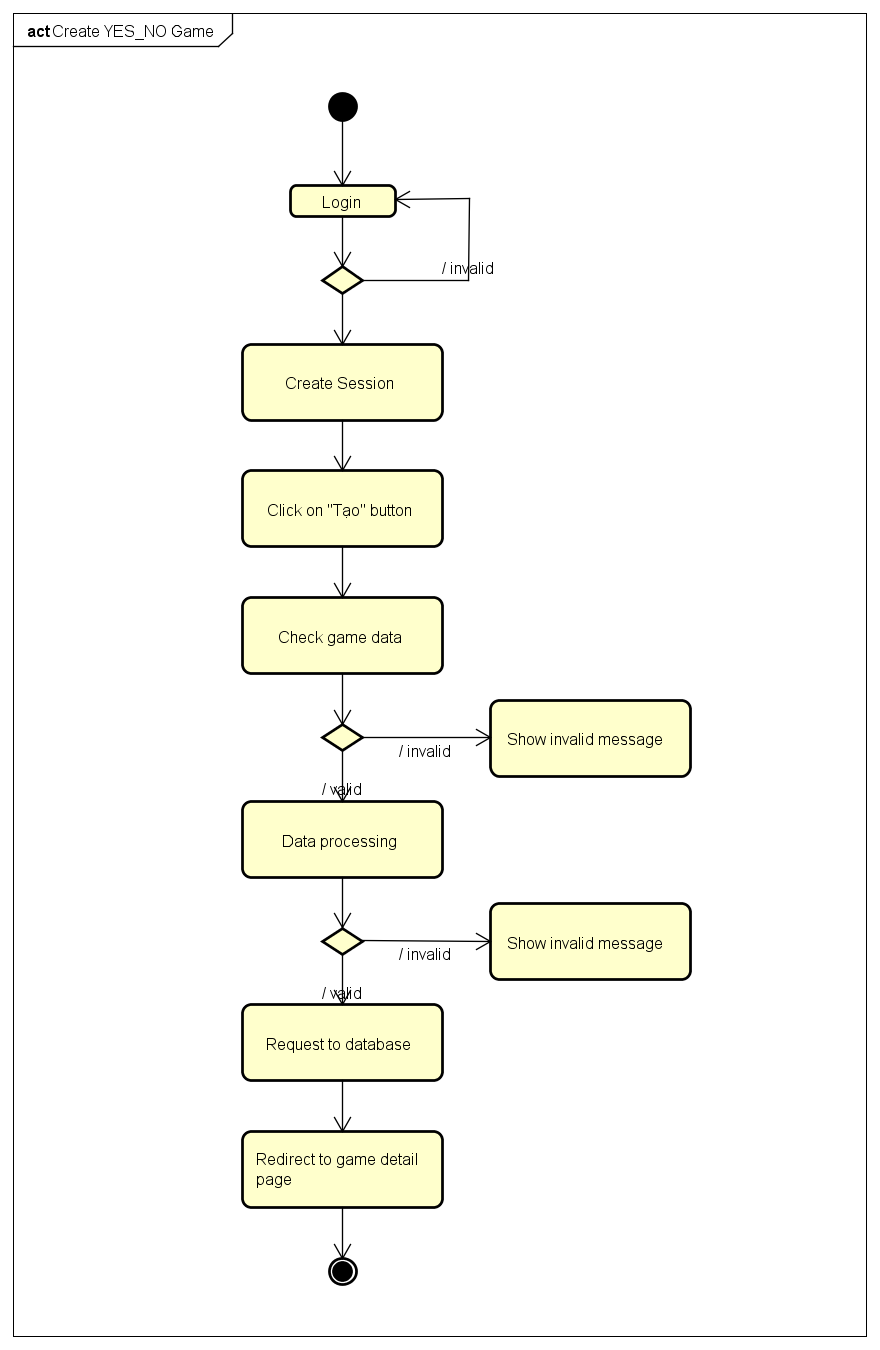 act Create YES_NO Game
Login
/ invalid
Create Session
Click on "Tạo" button
Check game data
/ invalid
Show invalid message
/ valid
Data processing
/ invalid
Show invalid message
/ valid
Request to database
Redirect to game detail
page